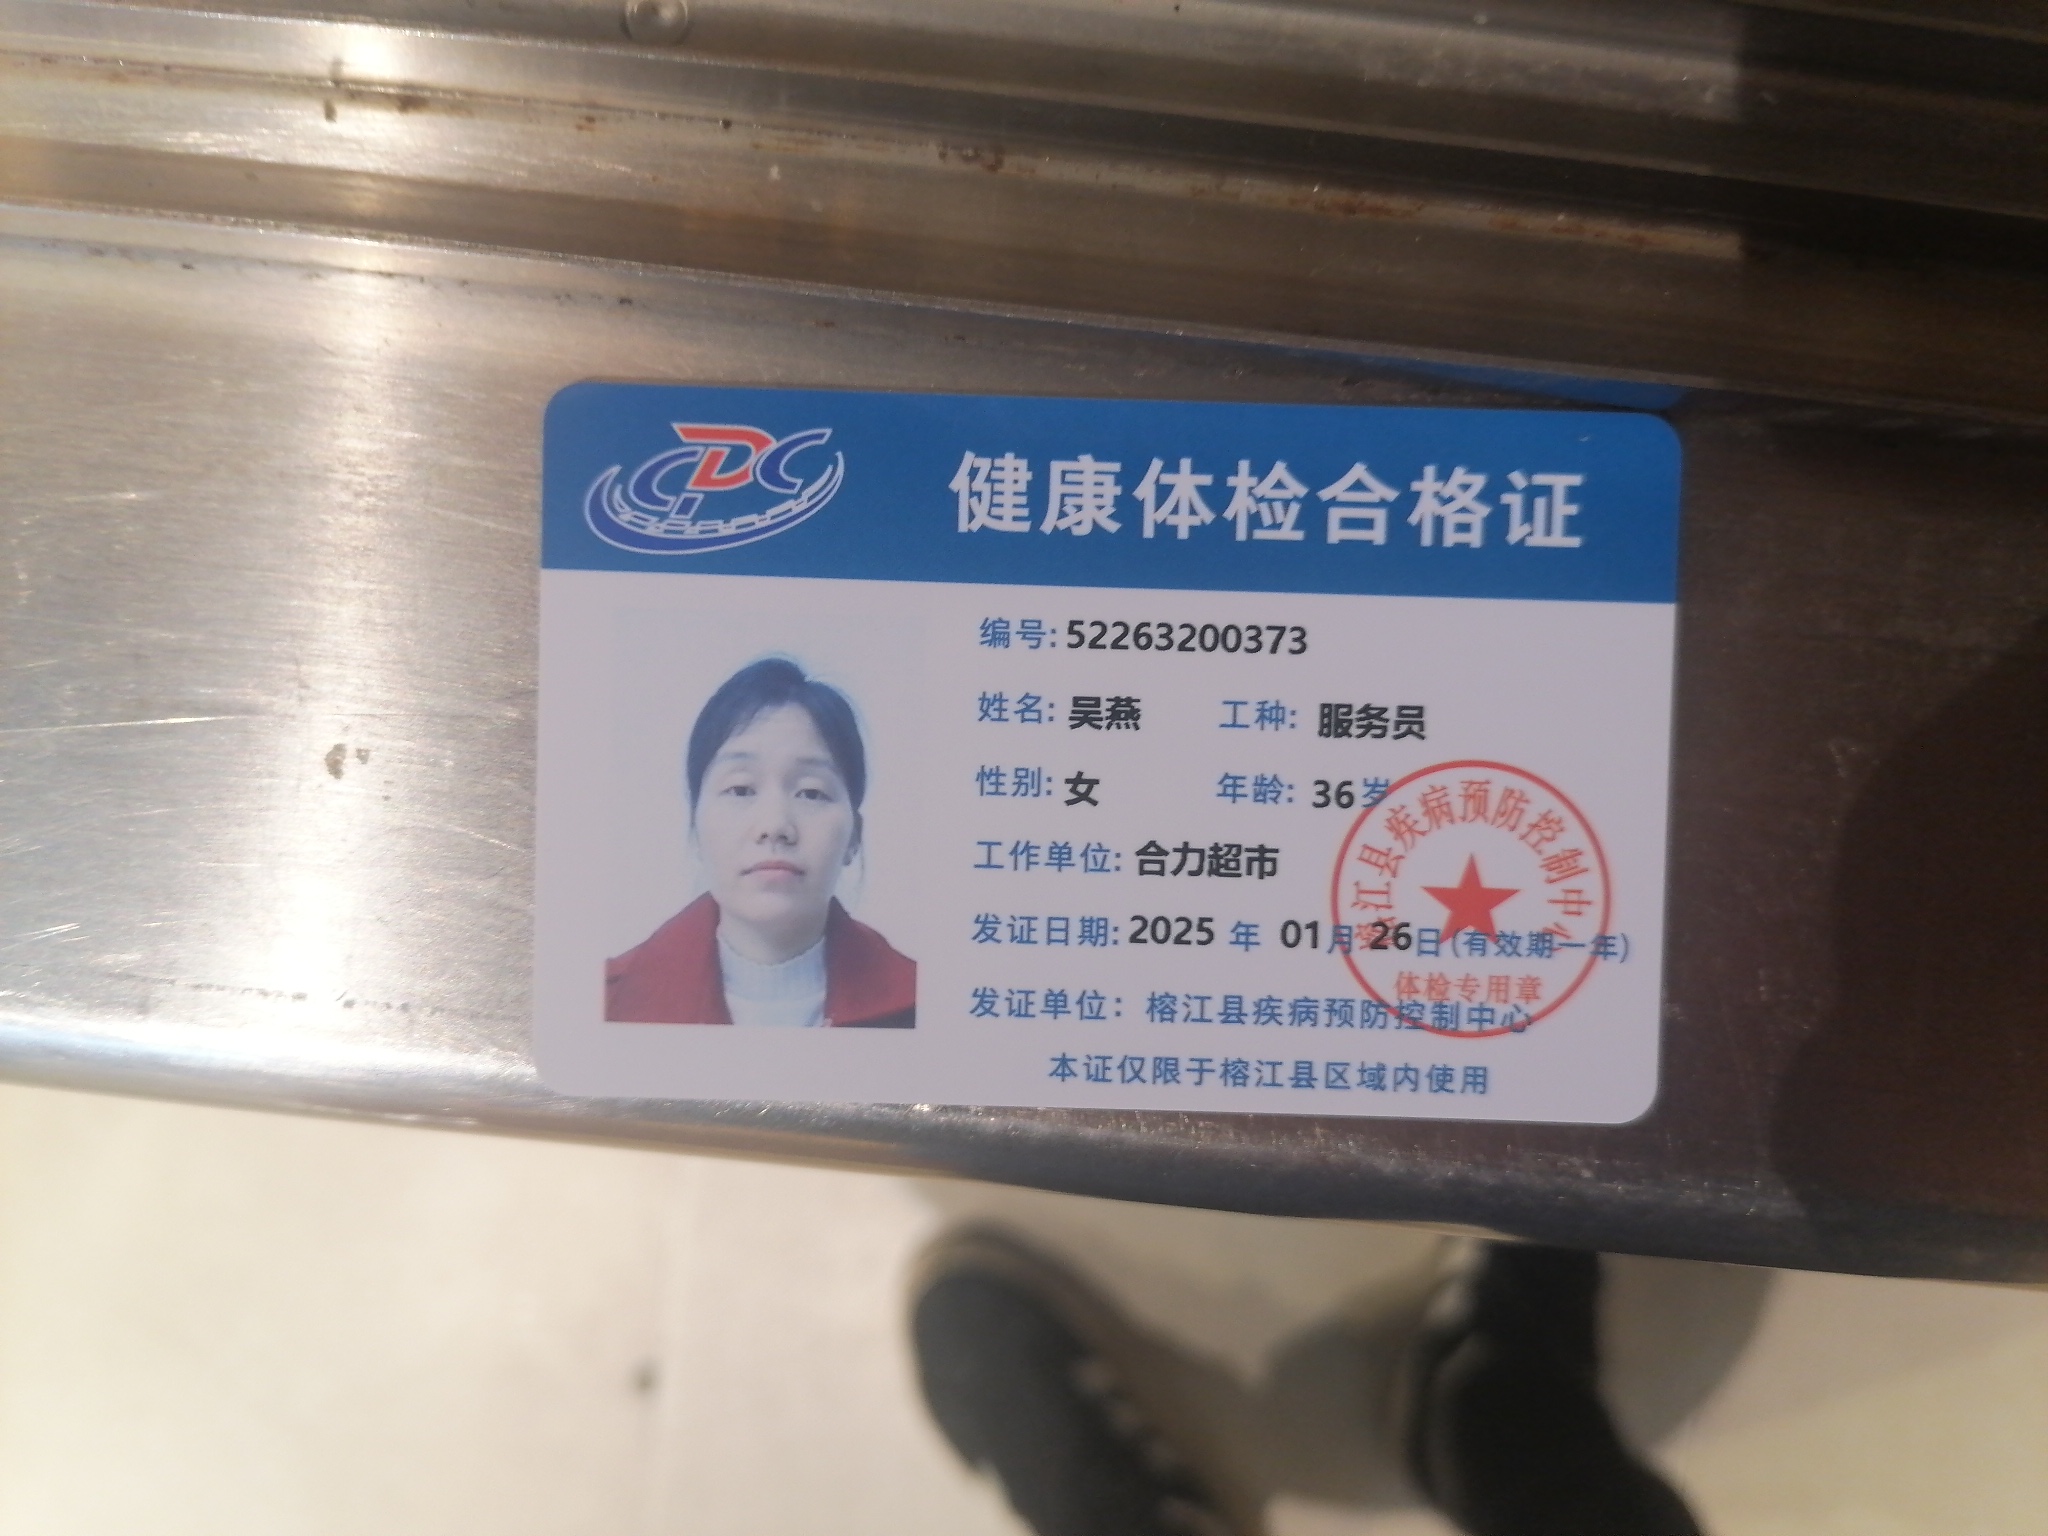 CDC
健康体检合格证
编号: 52263200373
姓名: 吴燕 工种: 服务员
性别: 女 年龄: 36岁
工作单位: 合力超市
发证日期: 2025 年 01月 26日 (有效期一年)
发证单位: 榕江县疾病预防控制中心
本证仅限于榕江县区域内使用
榕江县疾病预防控制中心
体检专用章